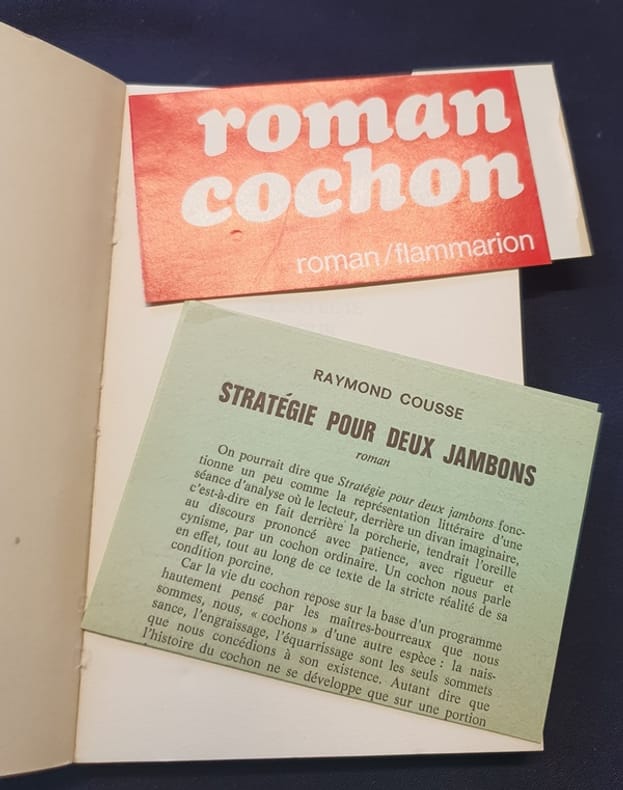 roman
cochon
roman/flammarion
RAYMOND COUSSE
STRATÉGIE POUR DEUX JAMBONS
roman
On pourrait dire que Stratégie pour deux jambons fonc-
tionne un peu comme la représentation littéraire d'une
séance d'analyse où le lecteur, derrière un divan imaginaire,
c'est-à-dire en fait derrière la porcherie, tendrait l'oreille
au discours prononcé avec patience, avec rigueur et
cynisme, par un cochon ordinaire. Un cochon nous parle
en effet, tout au long de ce texte de la stricte réalité de sa
condition porcine.
Car la vie du cochon repose sur la base d'un programme
hautement pensé par les maîtres-bourreaux que nous
sommes, nous, « cochons » d'une autre espèce : la nais-
sance, l'engraissage, l'équarrissage sont les seuls sommets
que nous concédions à son existence. Autant dire que
l'histoire du cochon ne se développe que sur une portion